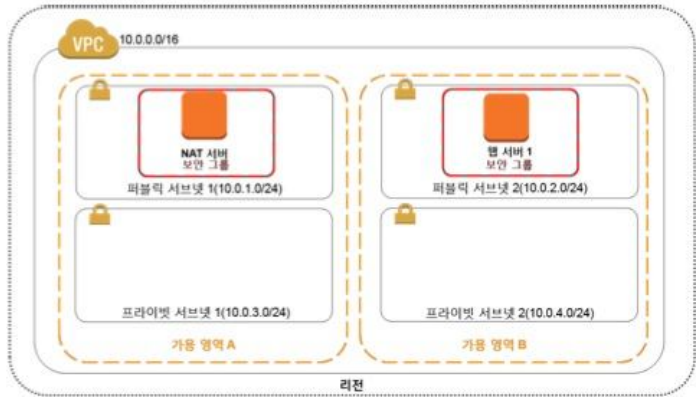 VPC 10.0.0.0/16
NAT 서버
보안 그룹
퍼블릭 서브넷 1(10.0.1.0/24)
프라이빗 서브넷 1(10.0.3.0/24)
가용 영역 A
웹 서버 1
보안 그룹
퍼블릭 서브넷 2(10.0.2.0/24)
프라이빗 서브넷 2(10.0.4.0/24)
가용 영역 B
리전